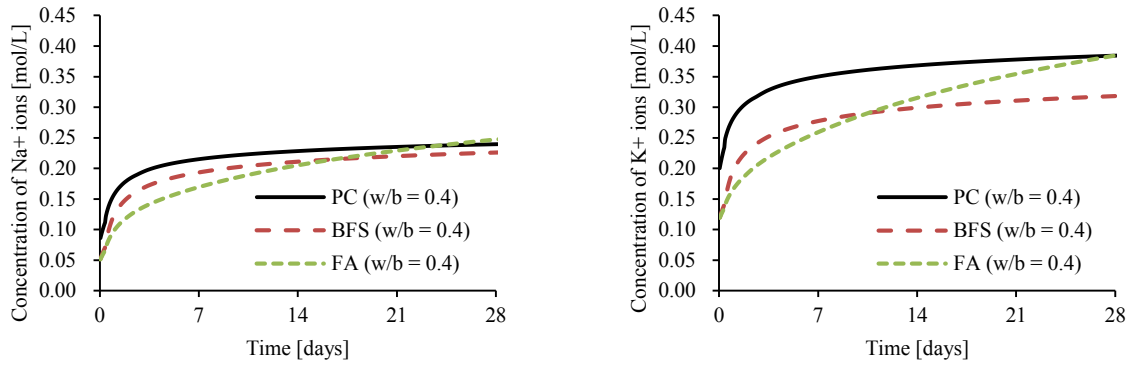 Concentration of Na+ ions [mol/L]
0.45
0.40
0.35
0.30
0.25
0.20
0.15
0.10
0.05
0.00
PC (w/b = 0.4)
BFS (w/b = 0.4)
FA (w/b = 0.4)
0 7 14 21 28
Time [days]
Concentration of K+ ions [mol/L]
0.45
0.40
0.35
0.30
0.25
0.20
0.15
0.10
0.05
0.00
PC (w/b = 0.4)
BFS (w/b = 0.4)
FA (w/b = 0.4)
0 7 14 21 28
Time [days]